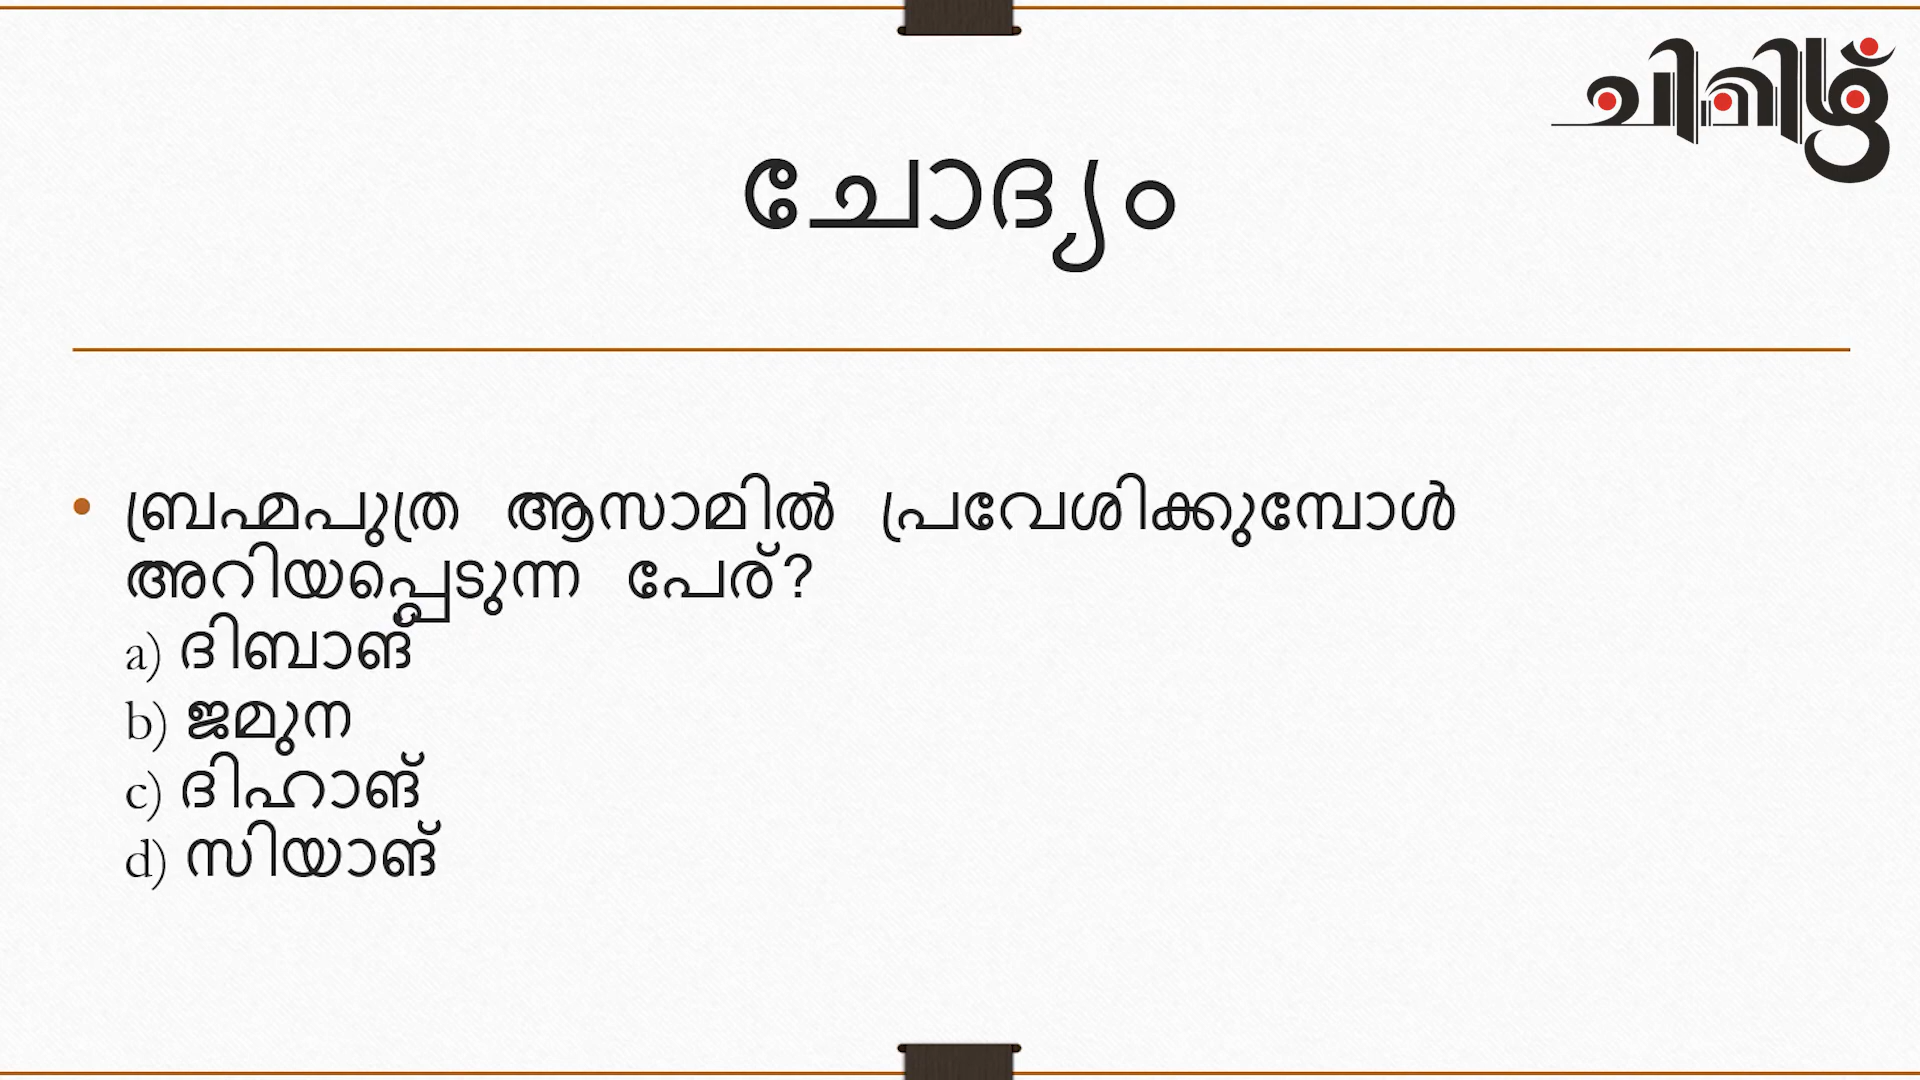 ചിമിഴ്
ചോദ്യം
• ബ്രഹ്മപുത്ര ആസാമിൽ പ്രവേശിക്കുമ്പോൾ
അറിയപ്പെടുന്ന പേര്?
a) ദിബാങ്
b) ജമുന
c) ദിഹാങ്
d) സിയാങ്